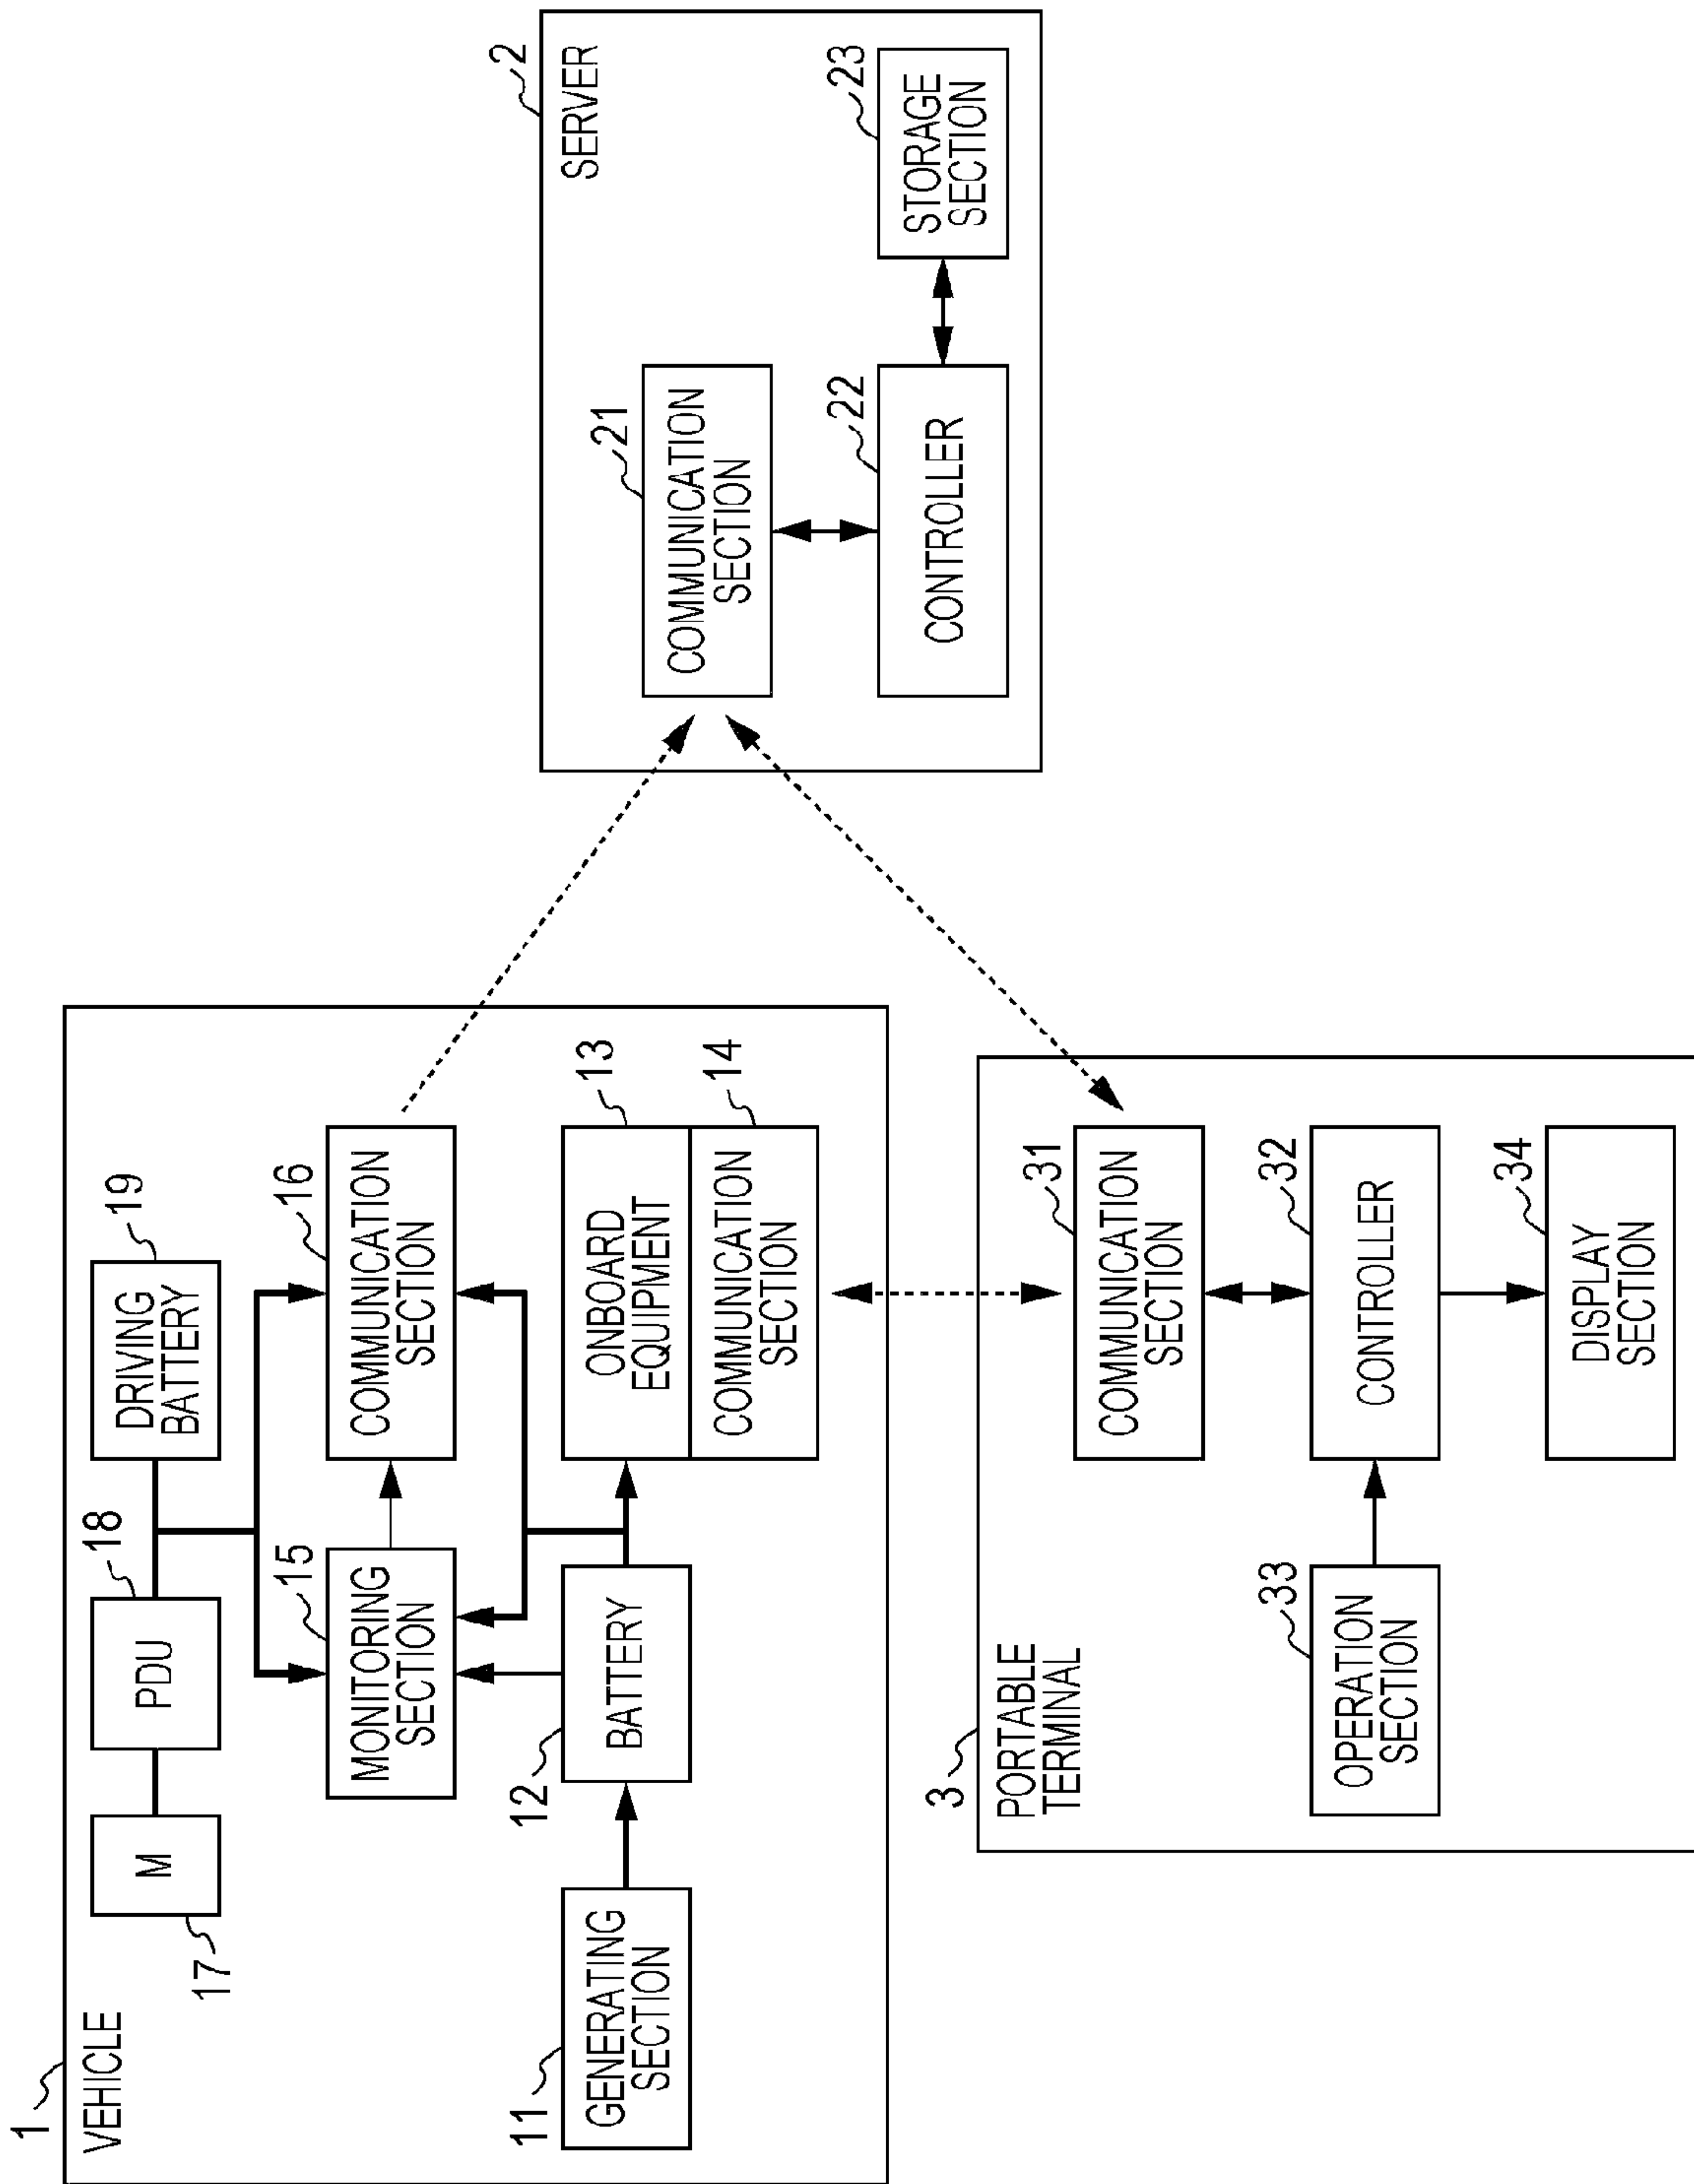 1
VEHICLE
17
M
18
PDU
19
DRIVING
BATTERY
15
MONITORING
SECTION
16
COMMUNICATION
SECTION
11
GENERATING
SECTION
12
BATTERY
13
ONBOARD
EQUIPMENT
14
COMMUNICATION
SECTION
2
SERVER
21
COMMUNICATION
SECTION
22
CONTROLLER
23
STORAGE
SECTION
3
PORTABLE
TERMINAL
31
COMMUNICATION
SECTION
32
CONTROLLER
33
OPERATION
SECTION
34
DISPLAY
SECTION